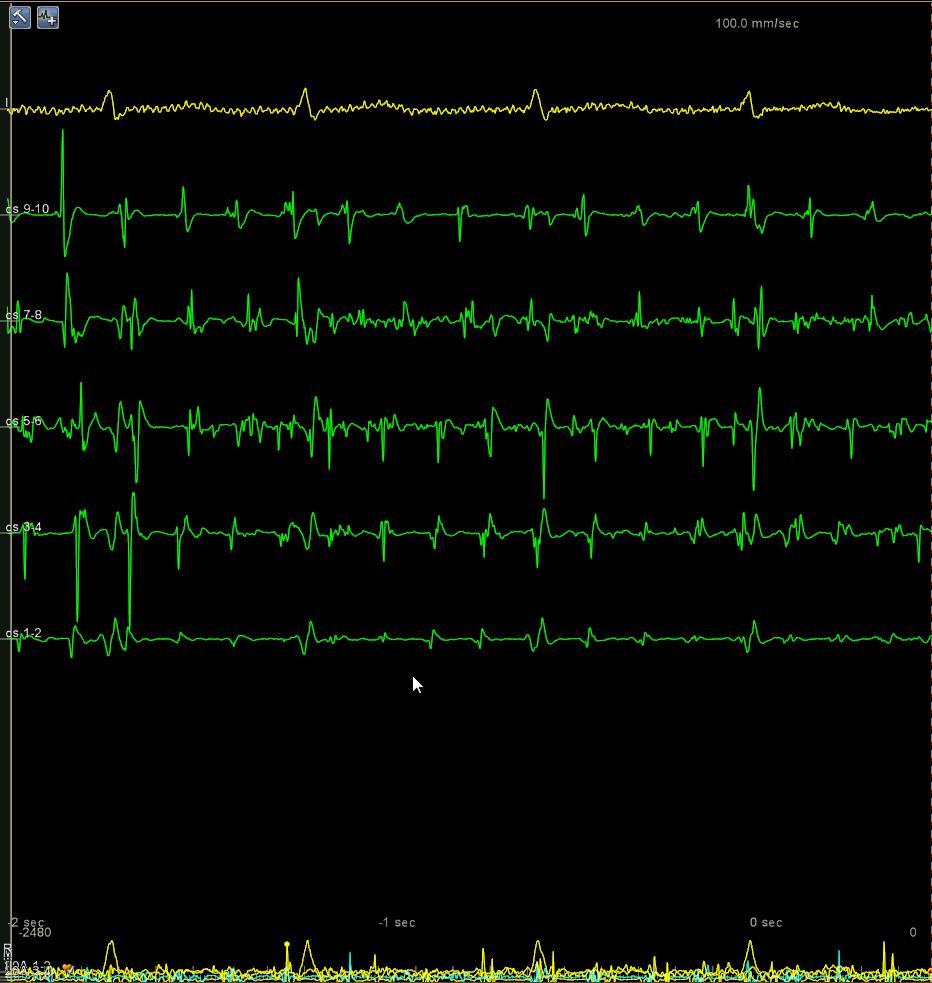 100.0 mm/sec
I
cs 9-10
cs 7-8
cs 5-6
cs 3-4
cs 1-2
-2 sec
-1 sec
0 sec
-2480
0